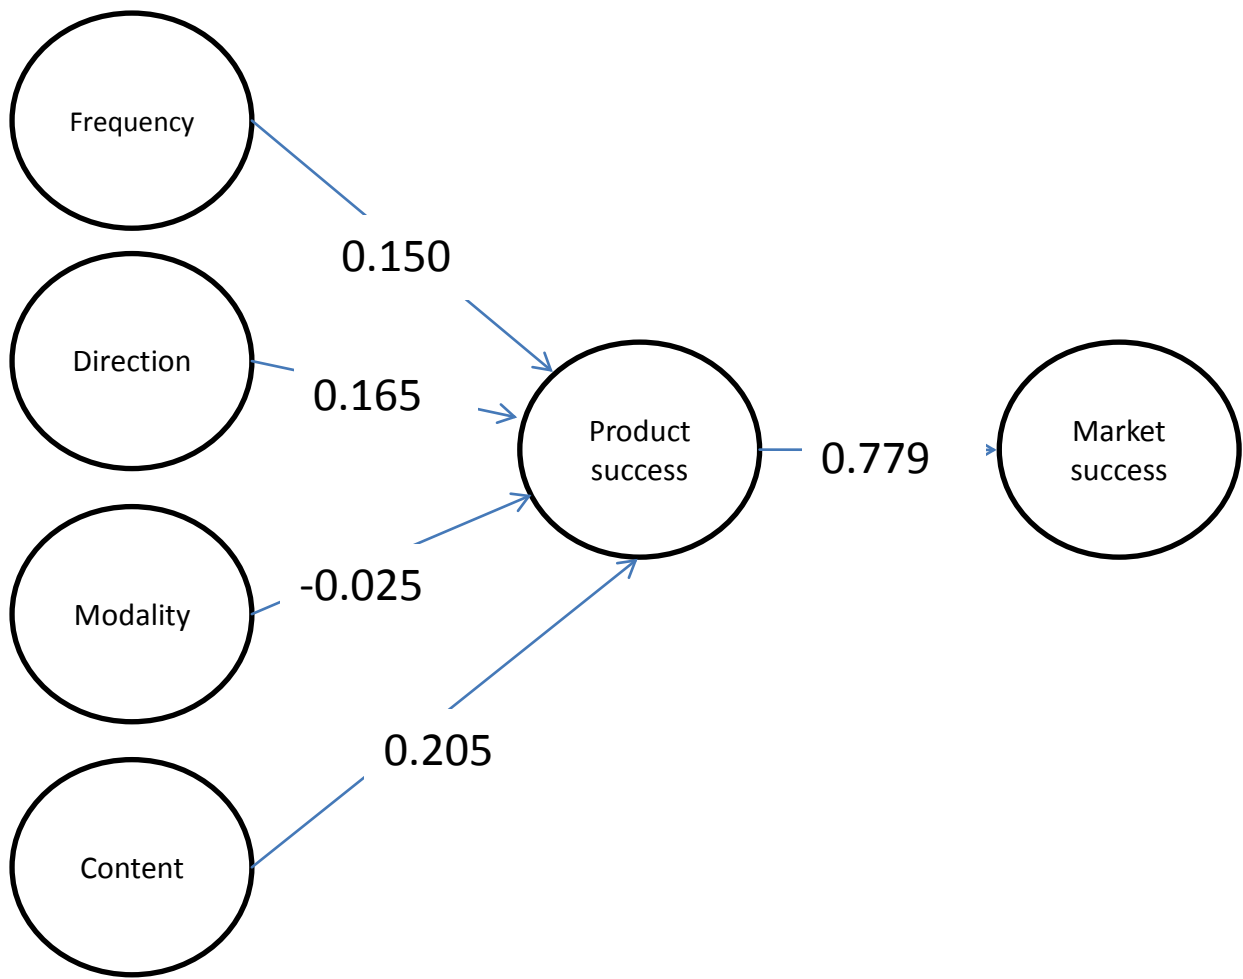 Frequency
0.150
Direction
0.165
Product
success
0.779
Market
success
-0.025
Modality
0.205
Content